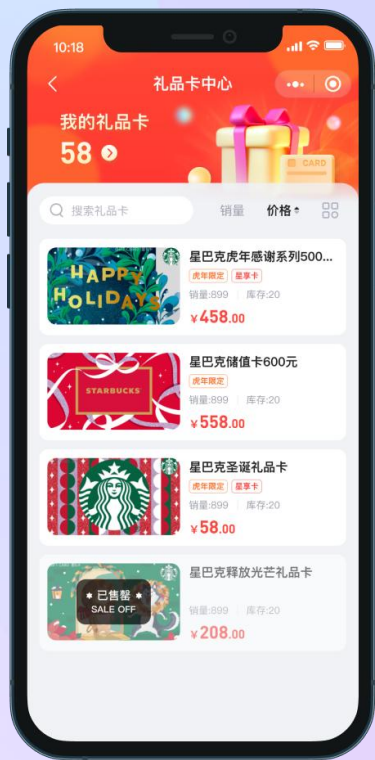 10:18
礼品卡中心
我的礼品卡
58
CARD
搜索礼品卡
销量
价格
HAPPY
HOLIDAYS
星巴克虎年感谢系列500...
虎年限定 星享卡
销量:899 库存:20
¥458.00
STARBUCKS
星巴克储值卡600元
虎年限定
销量:899 库存:20
¥558.00
星巴克圣诞礼品卡
虎年限定 星享卡
销量:899 库存:20
¥58.00
已售罄
SALE OFF
星巴克释放光芒礼品卡
销量:899 库存:20
¥208.00